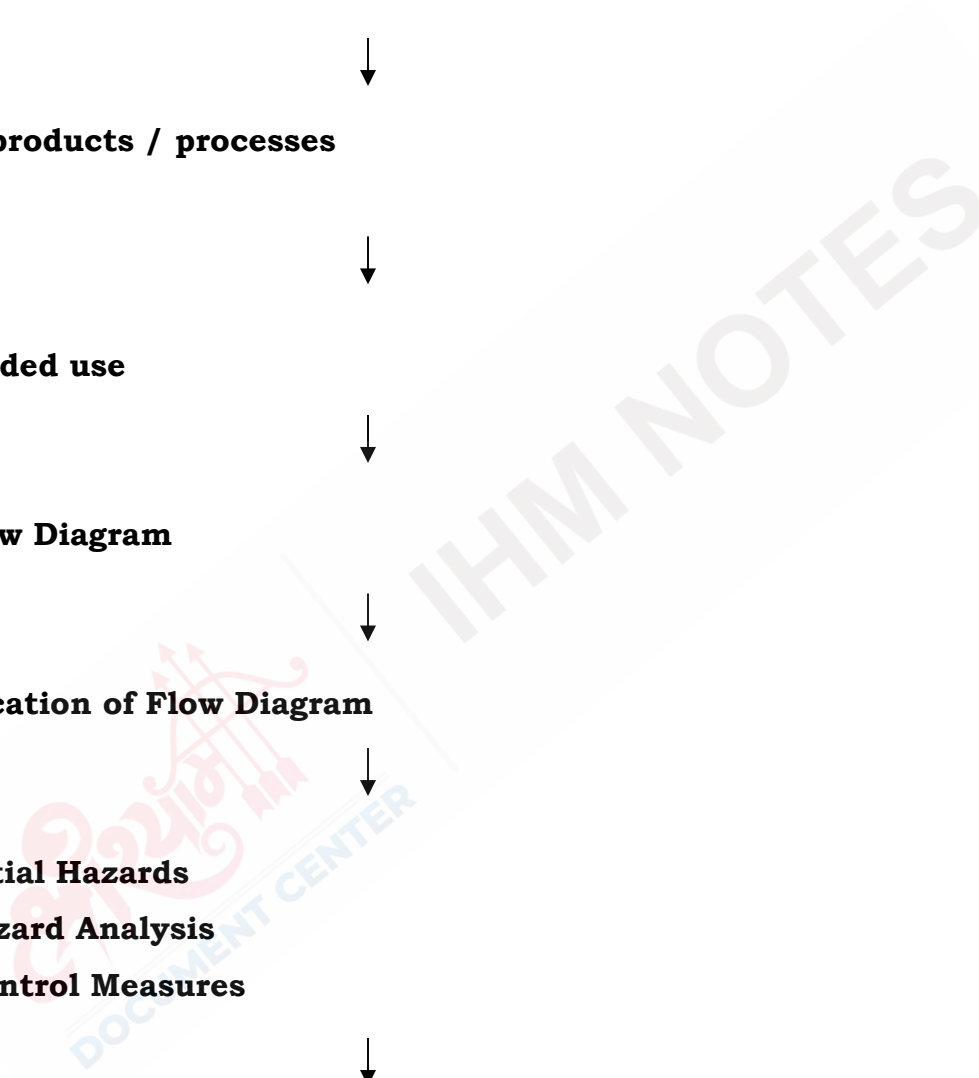 products / processes
ded use
w Diagram
cation of Flow Diagram
tial Hazards
zard Analysis
ntrol Measures
IHM NOTES
श्याम
DOCUMENT CENTER